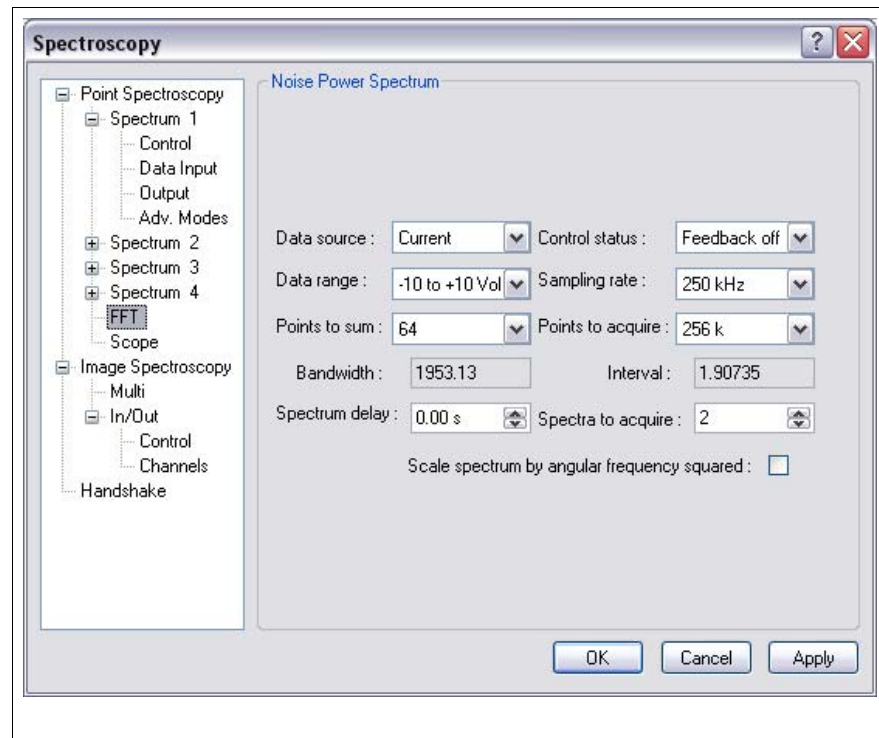 Spectroscopy
Point Spectroscopy
Spectrum 1
Control
Data Input
Output
Adv. Modes
Spectrum 2
Spectrum 3
Spectrum 4
FFT
Scope
Image Spectroscopy
Multi
In/Out
Control
Channels
Handshake
Noise Power Spectrum
Data source : Current Control status : Feedback off
Data range : -10 to +10 Vol Sampling rate : 250 kHz
Points to sum : 64 Points to acquire : 256 k
Bandwidth : 1953.13 Interval : 1.90735
Spectrum delay : 0.00 s Spectra to acquire : 2
Scale spectrum by angular frequency squared :
OK Cancel Apply